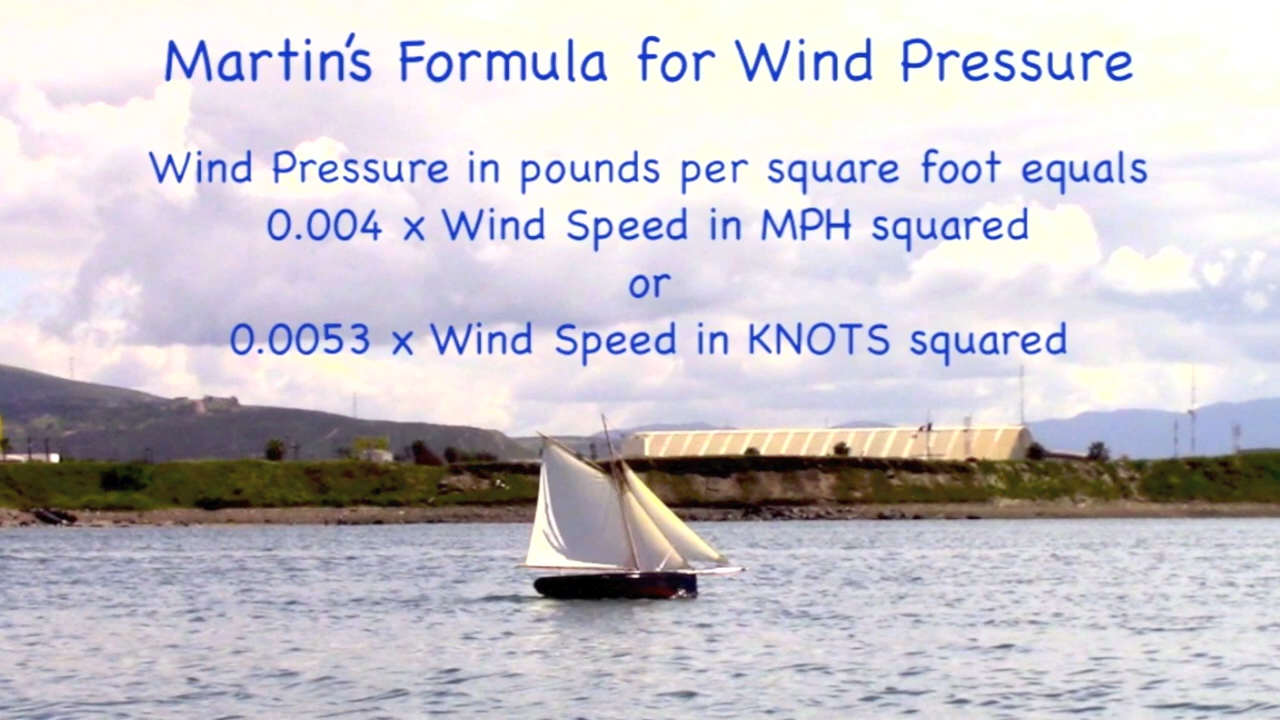 Martin's Formula for Wind Pressure
Wind Pressure in pounds per square foot equals
0.004 x Wind Speed in MPH squared
or
0.0053 x Wind Speed in KNOTS squared